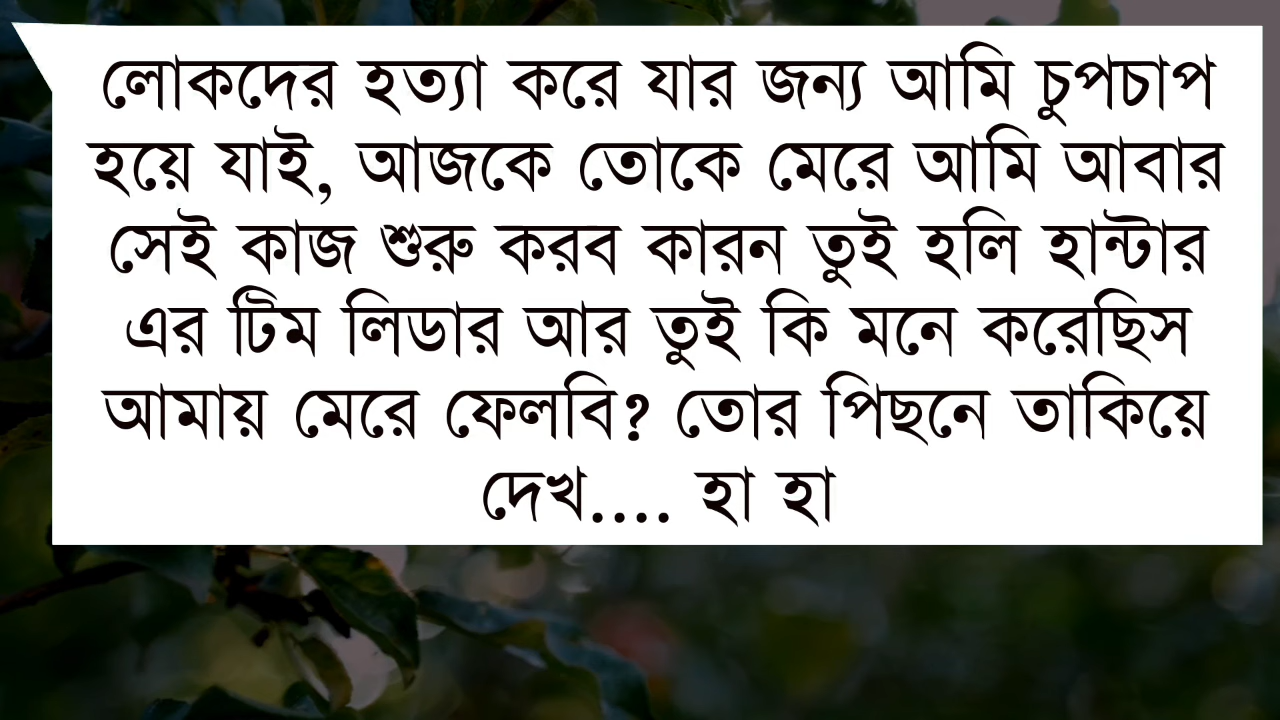 লোকদের হত্যা করে যার জন্য আমি চুপচাপ
হয়ে যাই, আজকে তোকে মেরে আমি আবার
সেই কাজ শুরু করব কারন তুই হলি হান্টার
এর টিম লিডার আর তুই কি মনে করেছিস
আমায় মেরে ফেলবি? তোর পিছনে তাকিয়ে
দেখ.... হা হা